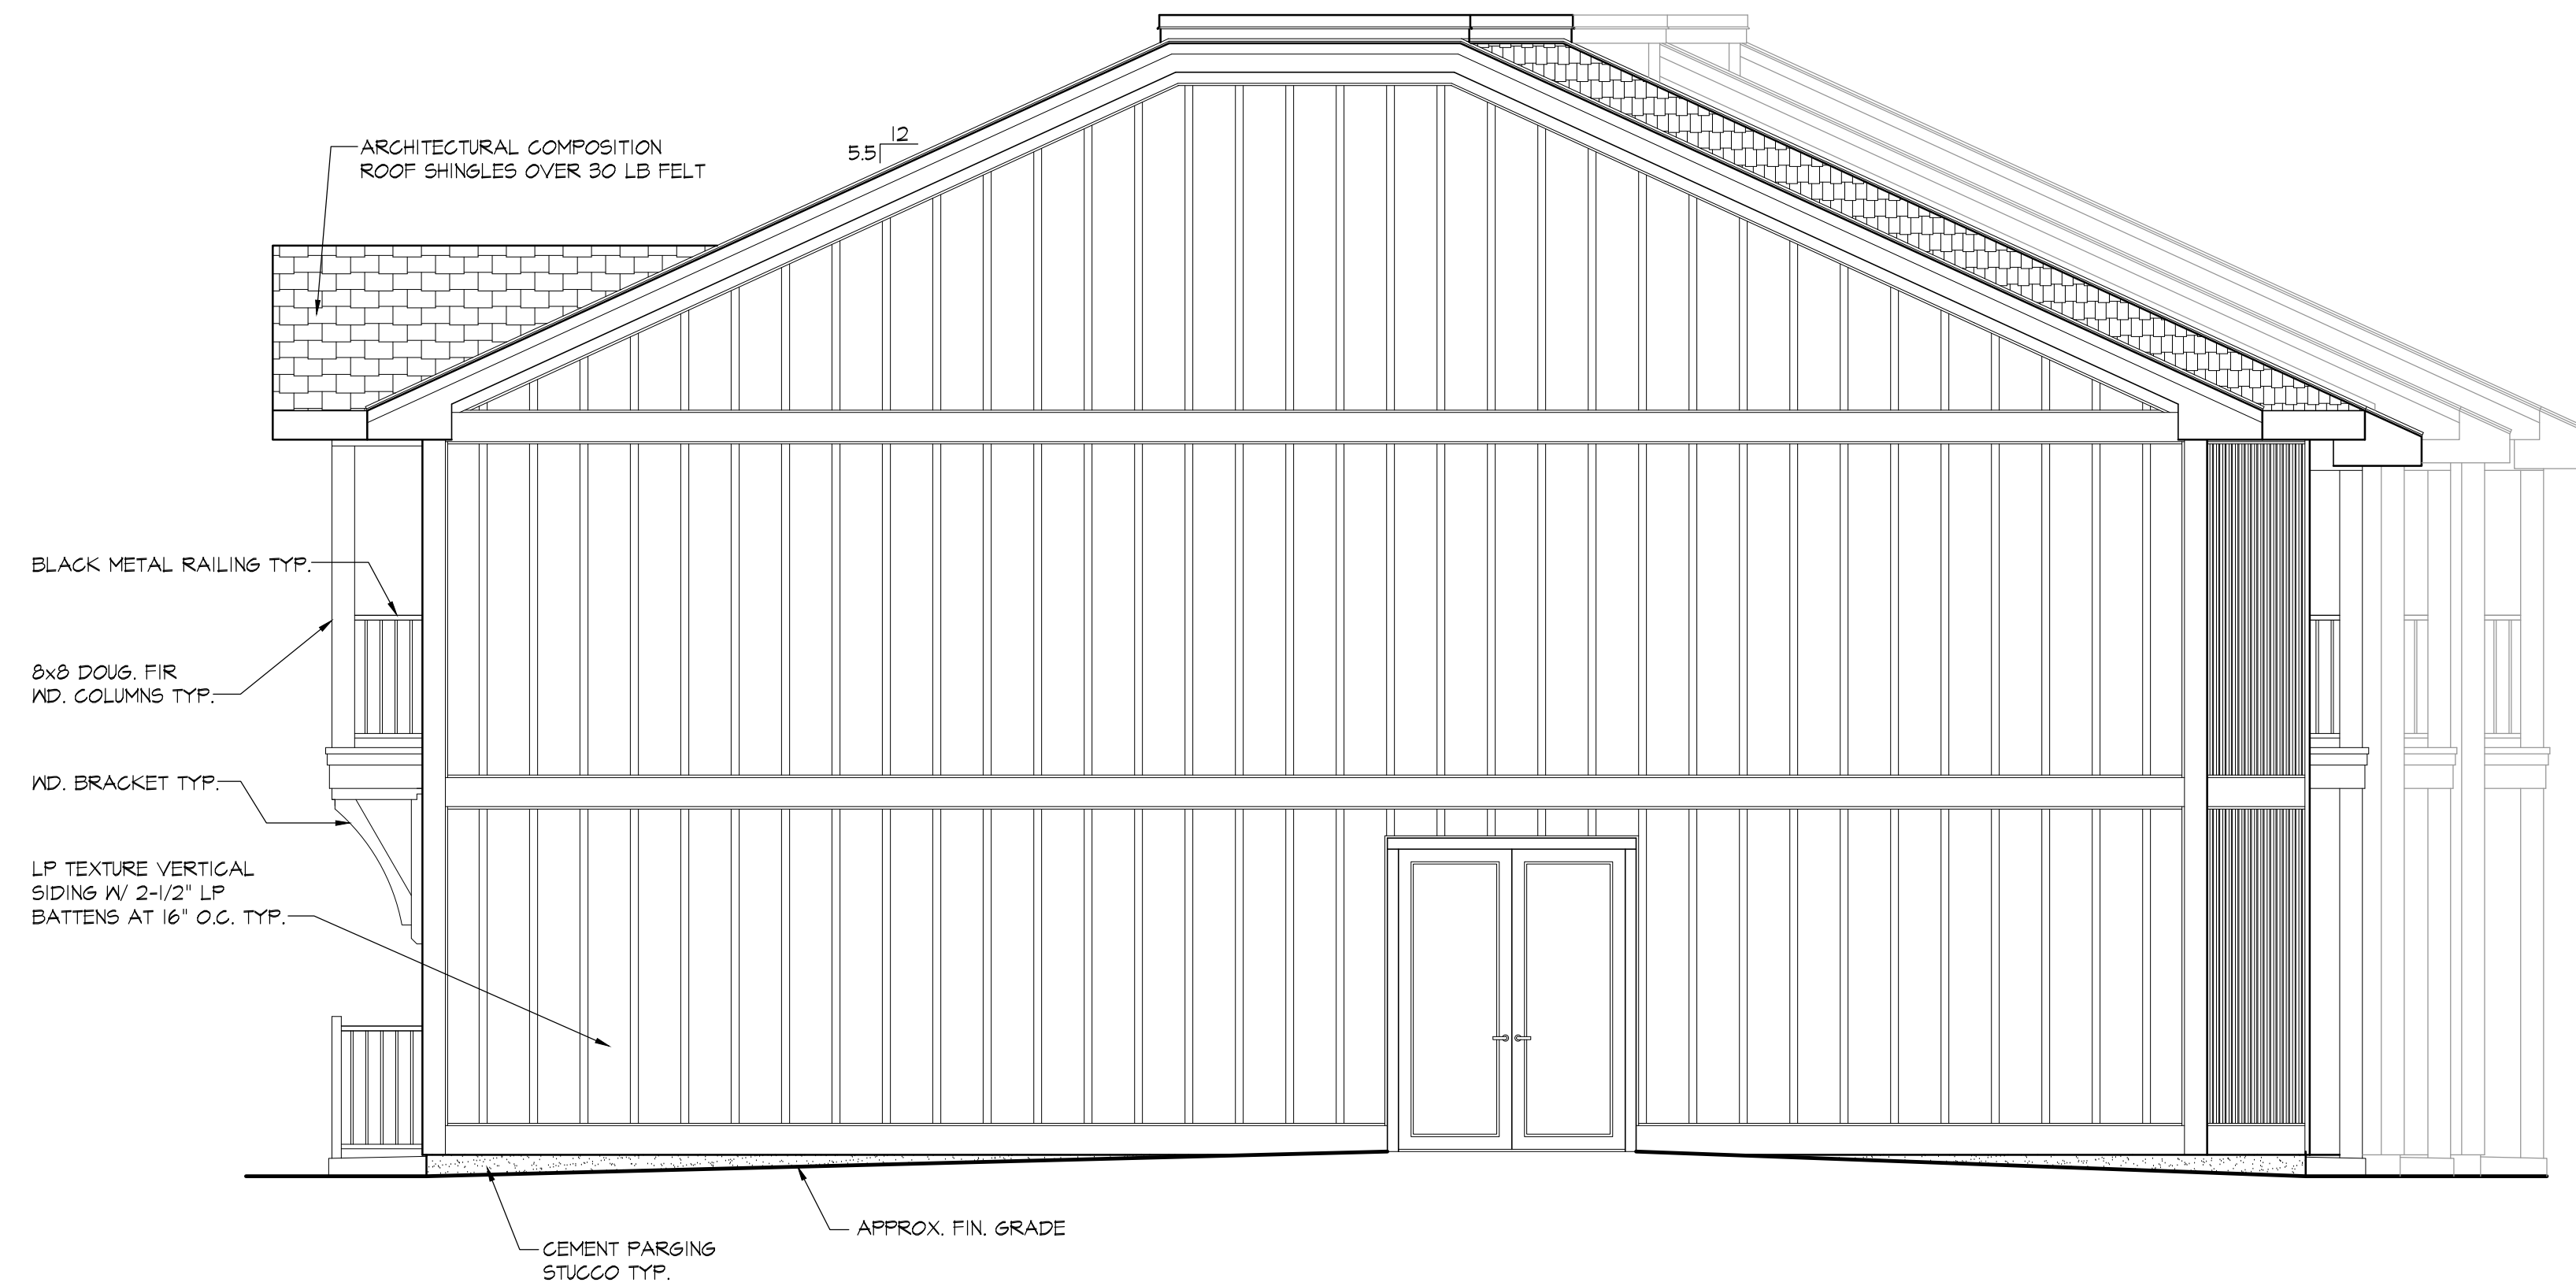 ARCHITECTURAL COMPOSITION
ROOF SHINGLES OVER 30 LB FELT
12
5.5
BLACK METAL RAILING TYP.
8x8 DOUG. FIR
WD. COLUMNS TYP.
WD. BRACKET TYP.
LP TEXTURE VERTICAL
SIDING W/ 2-1/2" LP
BATTENS AT 16" O.C. TYP.
APPROX. FIN. GRADE
CEMENT PARGING
STUCCO TYP.